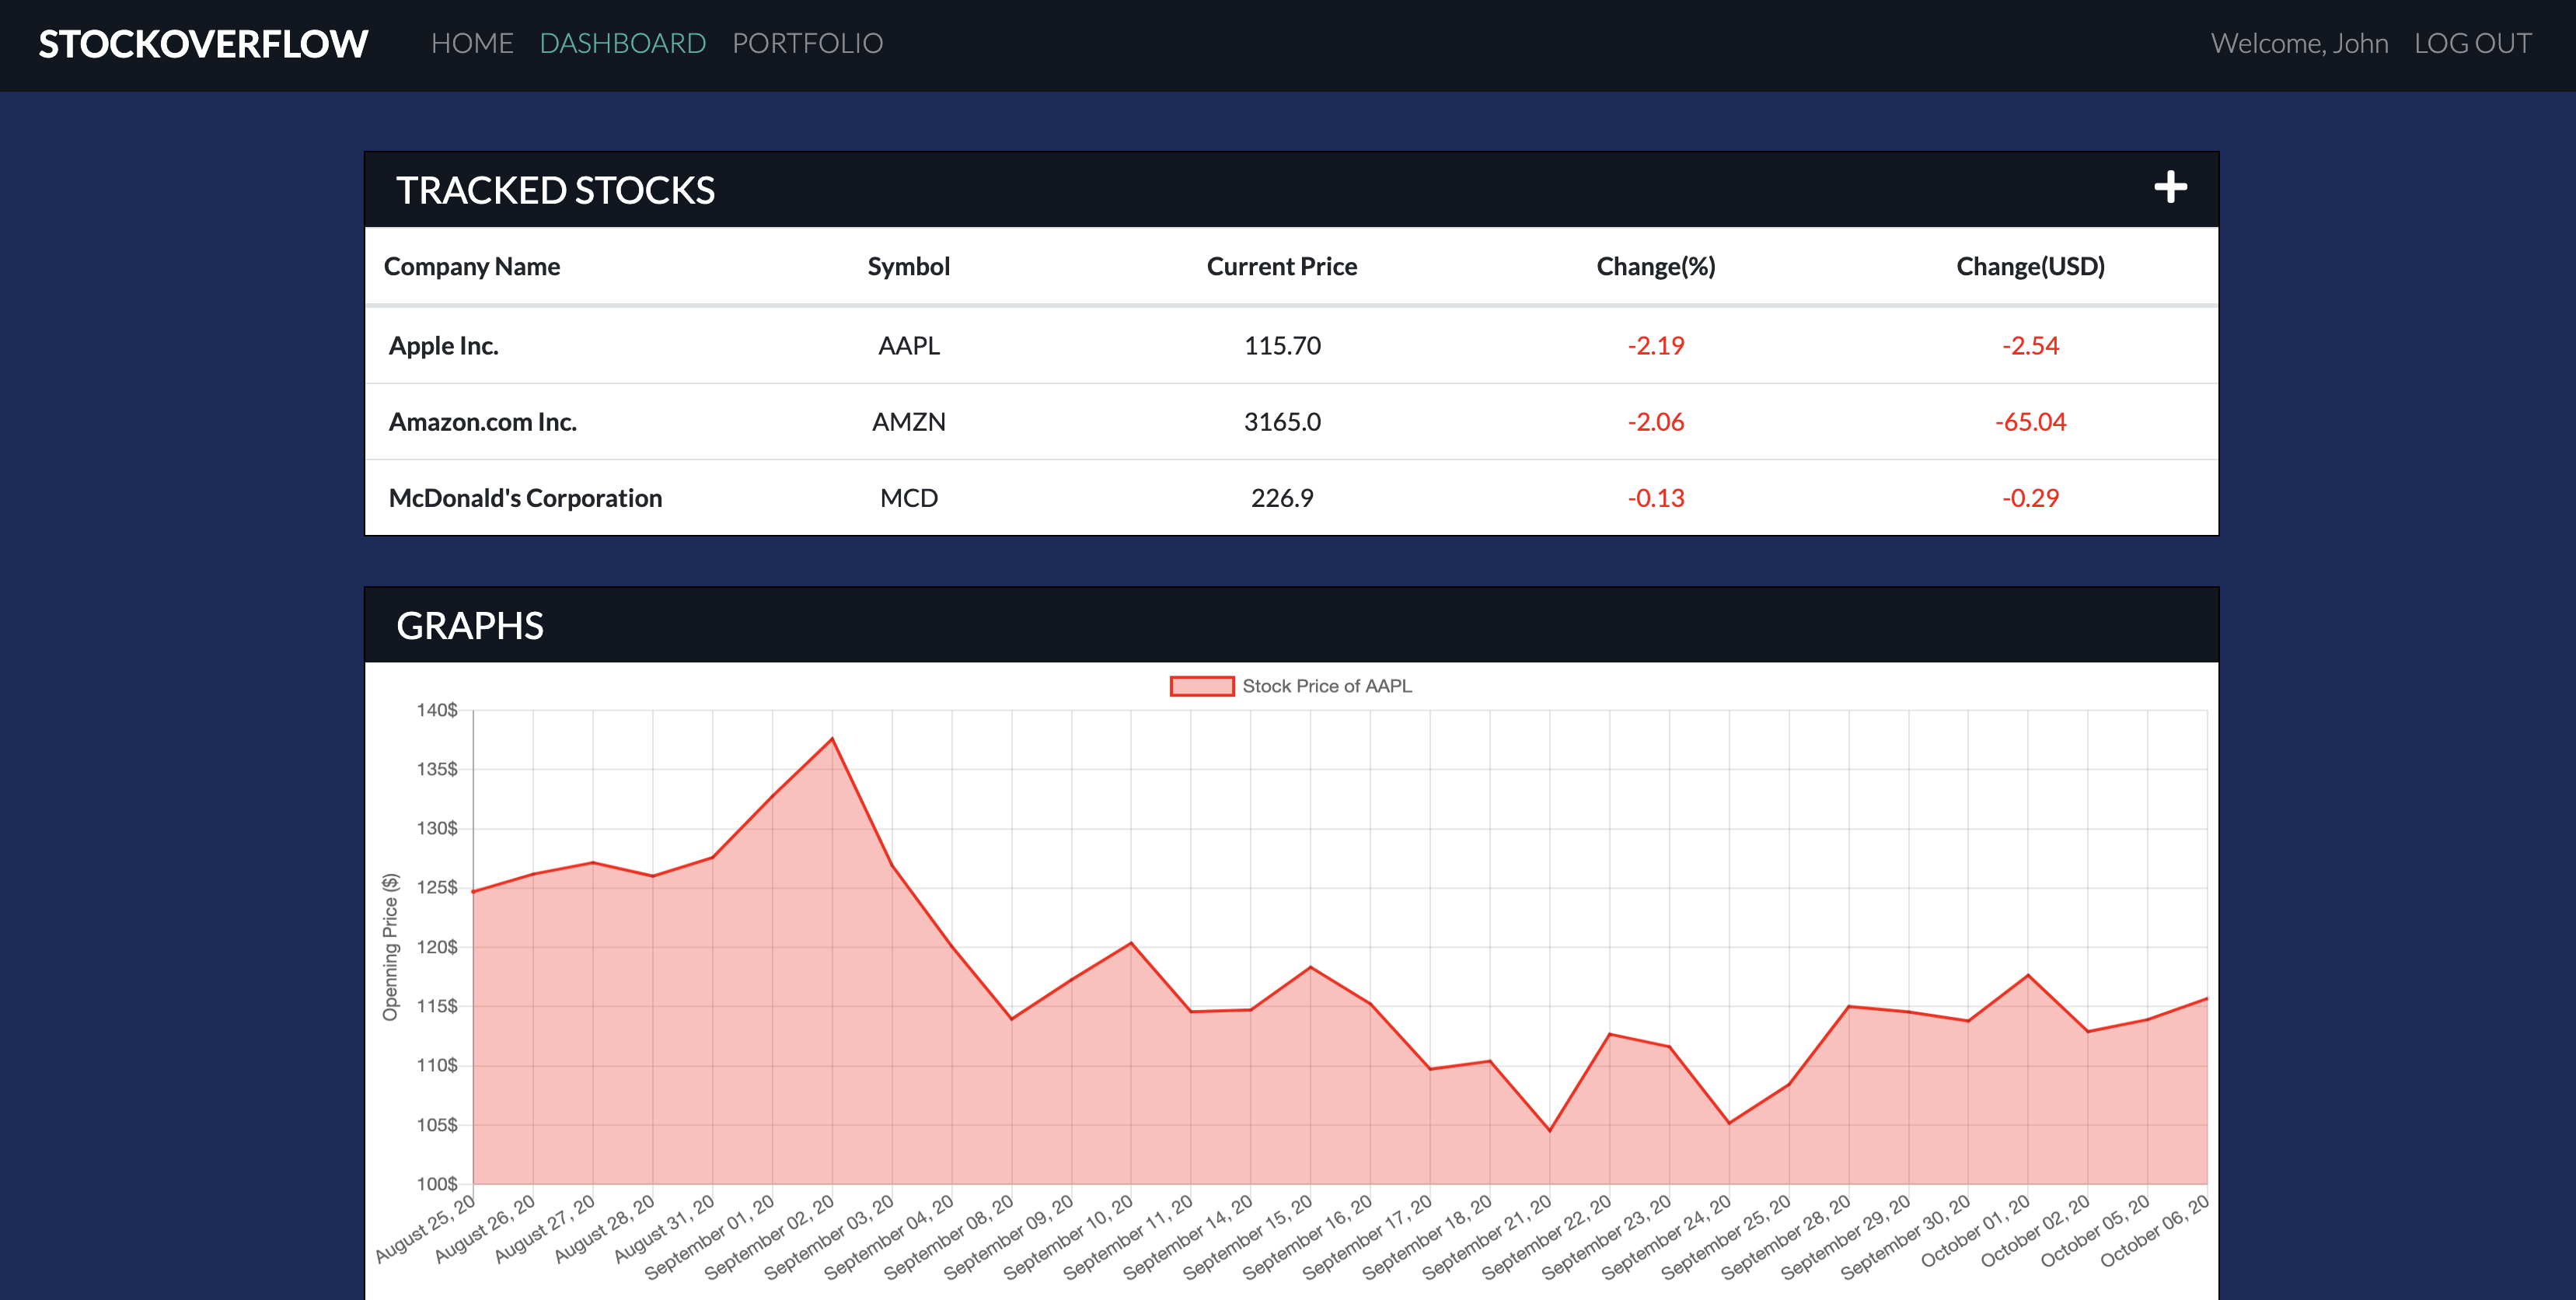 STOCKOVERFLOW HOME DASHBOARD PORTFOLIO Welcome, John LOG OUT
TRACKED STOCKS
Company Name Symbol Current Price Change(%) Change(USD)
Apple Inc. AAPL 115.70 -2.19 -2.54
Amazon.com Inc. AMZN 3165.0 -2.06 -65.04
McDonald's Corporation MCD 226.9 -0.13 -0.29
GRAPHS
Stock Price of AAPL
140$
135$
130$
125$
120$
115$
110$
105$
100$
Openning Price ($)
August 25, 20
August 26, 20
August 27, 20
August 28, 20
August 31, 20
September 01, 20
September 02, 20
September 03, 20
September 04, 20
September 08, 20
September 09, 20
September 10, 20
September 11, 20
September 14, 20
September 15, 20
September 16, 20
September 17, 20
September 18, 20
September 21, 20
September 22, 20
September 23, 20
September 24, 20
September 25, 20
September 28, 20
September 29, 20
September 30, 20
October 01, 20
October 02, 20
October 05, 20
October 06, 20